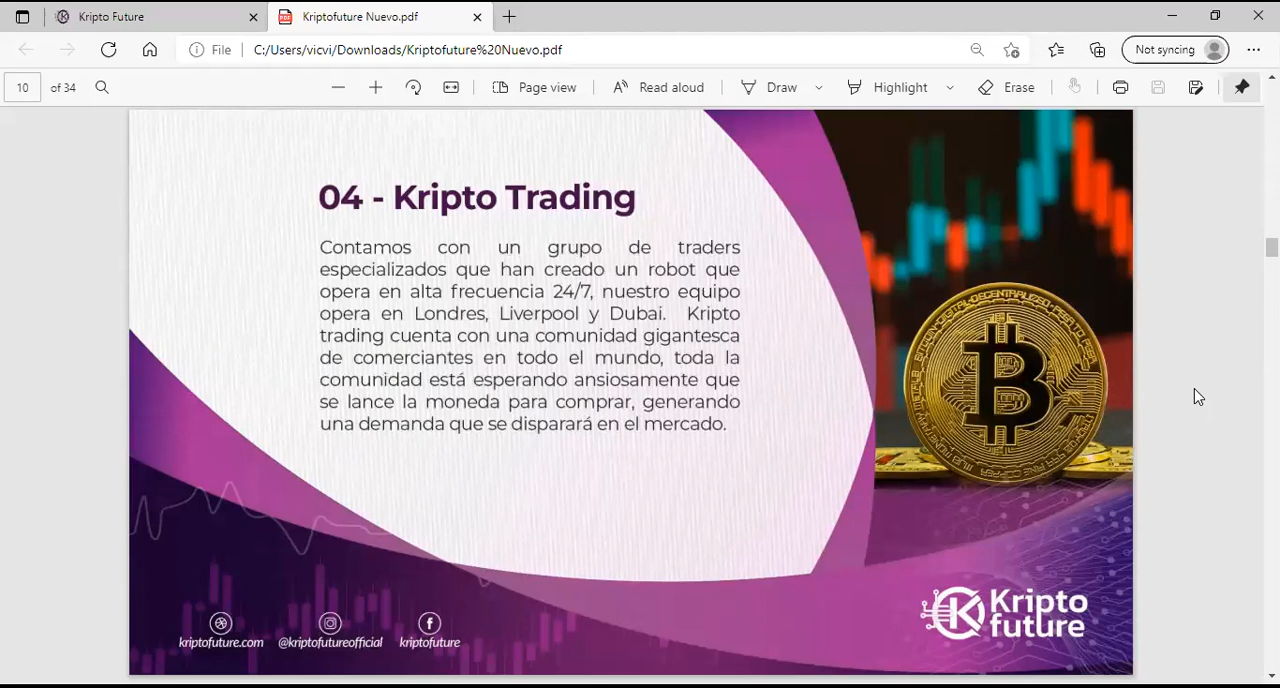 Kripto Future
Kriptofuture Nuevo.pdf
File
C:/Users/vicvi/Downloads/Kriptofuture%20Nuevo.pdf
Not syncing
10 of 34
Page view
Read aloud
Draw
Highlight
Erase
04 - Kripto Trading
Contamos con un grupo de traders
especializados que han creado un robot que
opera en alta frecuencia 24/7, nuestro equipo
opera en Londres, Liverpool y Dubai. Kripto
trading cuenta con una comunidad gigantesca
de comerciantes en todo el mundo, toda la
comunidad está esperando ansiosamente que
se lance la moneda para comprar, generando
una demanda que se disparará en el mercado.
kriptofuture.com
@kriptofutureofficial
kriptofuture
Kripto
future